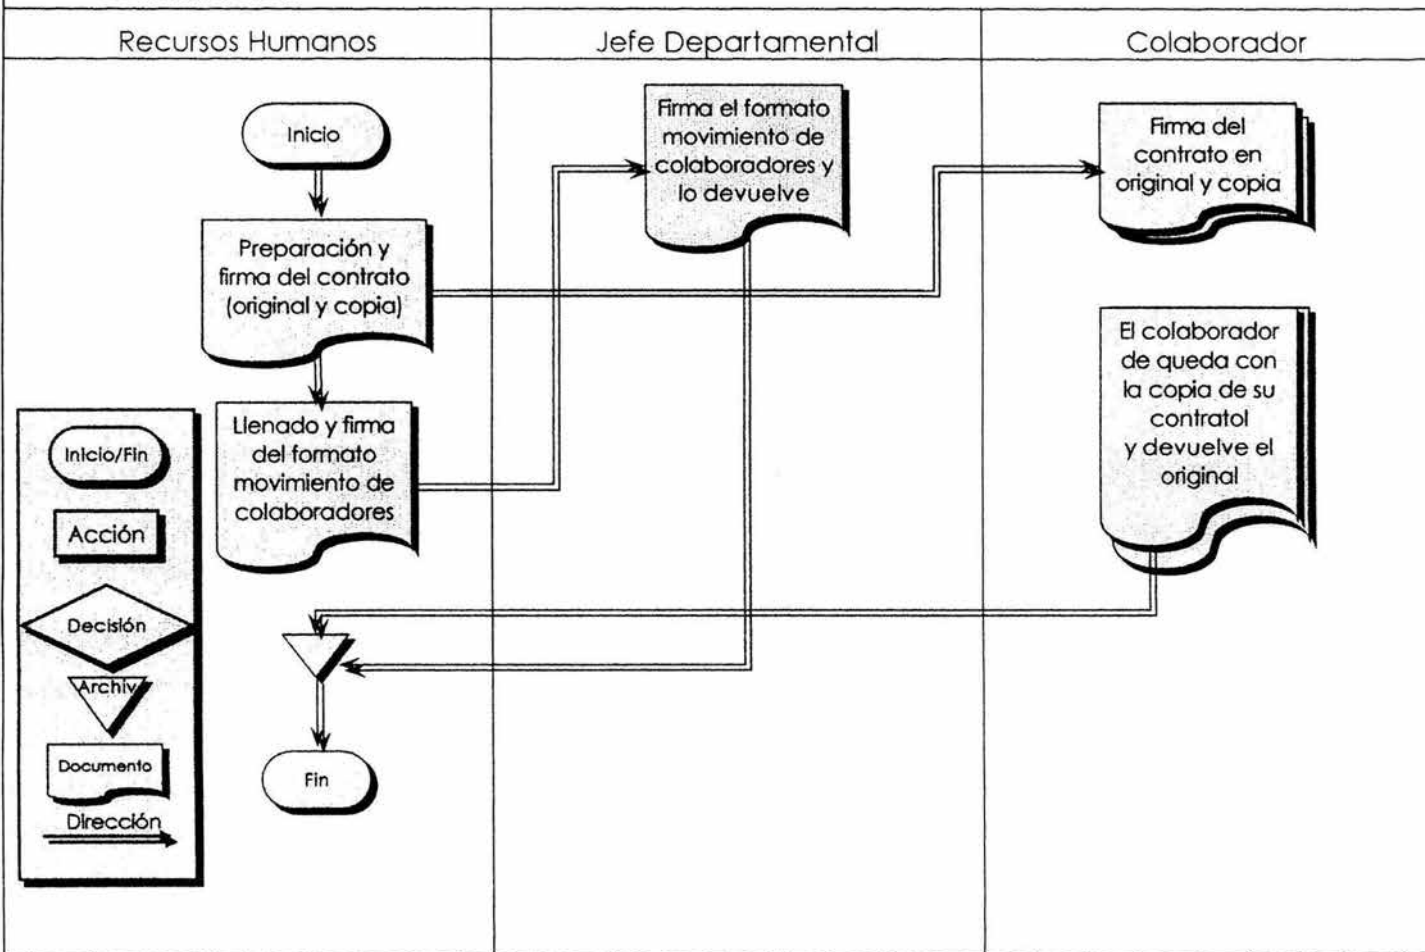 Recursos Humanos
Jefe Departamental
Colaborador
Inicio
Preparación y
firma del contrato
(original y copia)
Llenado y firma
del formato
movimiento de
colaboradores
Fin
Firma el formato
movimiento de
colaboradores y
lo devuelve
Firma del
contrato en
original y copia
El colaborador
de queda con
la copia de su
contratol
y devuelve el
original
Inicio/Fin
Acción
Decisión
Archiv
Documento
Dirección